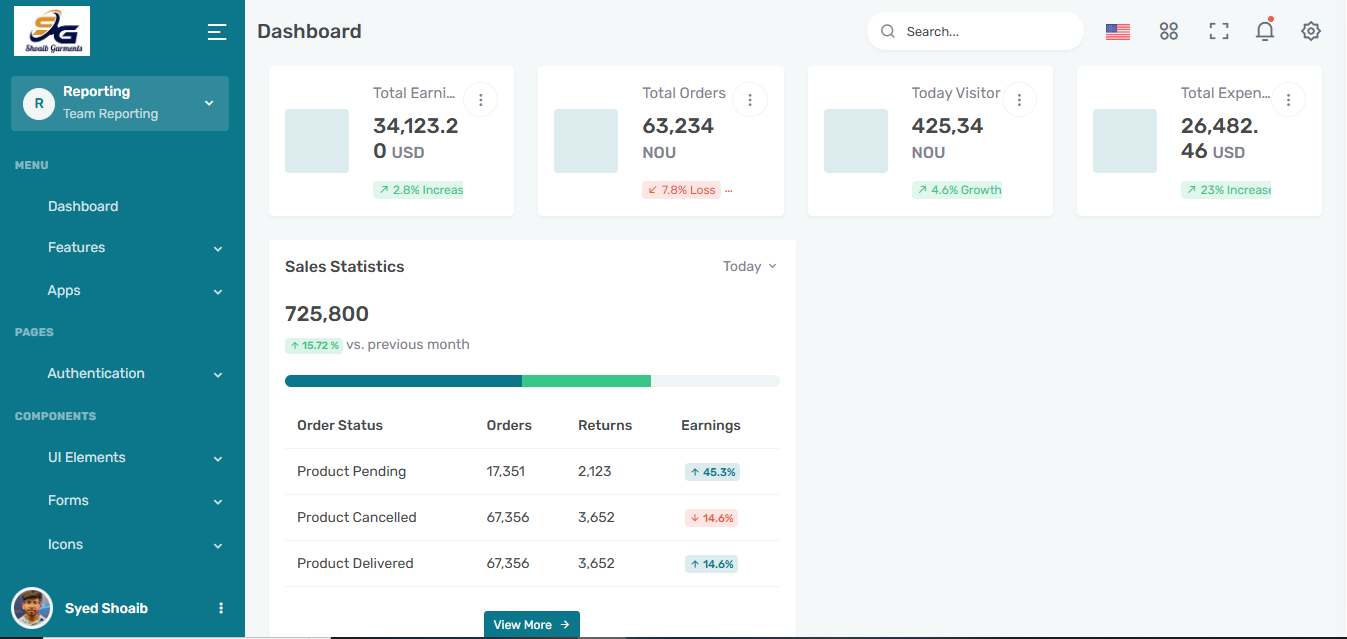 SG
Shoaib Garments
Dashboard
Search...
R
Reporting
Team Reporting
MENU
Dashboard
Features
Apps
PAGES
Authentication
COMPONENTS
UI Elements
Forms
Icons
Syed Shoaib
Total Earni...
34,123.2
0 USD
2.8% Increas
Total Orders
63,234
NOU
7.8% Loss ...
Today Visitor
425,34
NOU
4.6% Growth
Total Expen...
26,482.
46 USD
23% Increase
Sales Statistics
Today
725,800
15.72 % vs. previous month
Order Status Orders Returns Earnings
Product Pending 17,351 2,123 45.3%
Product Cancelled 67,356 3,652 14.6%
Product Delivered 67,356 3,652 14.6%
View More